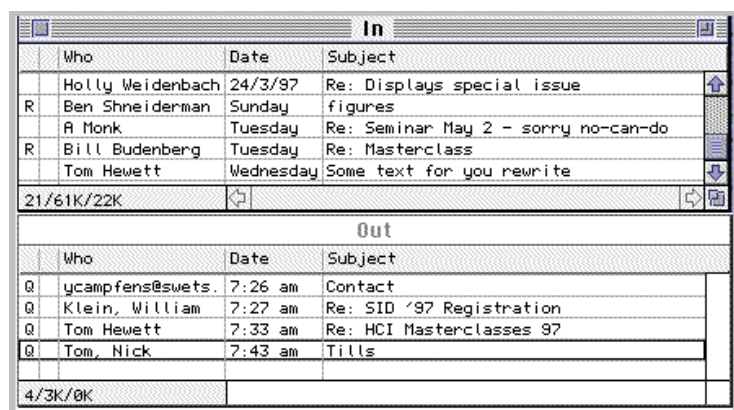 In
Who Date Subject
Holly Weidenbach 24/3/97 Re: Displays special issue
R Ben Shneiderman Sunday figures
A Monk Tuesday Re: Seminar May 2 - sorry no-can-do
R Bill Budenberg Tuesday Re: Masterclass
Tom Hewett Wednesday Some text for you rewrite
21/61K/22K
Out
Who Date Subject
Q ycampfens@swets. 7:26 am Contact
Q Klein, William 7:27 am Re: SID '97 Registration
Q Tom Hewett 7:33 am Re: HCI Masterclasses 97
Q Tom, Nick 7:43 am Tills
4/3K/0K